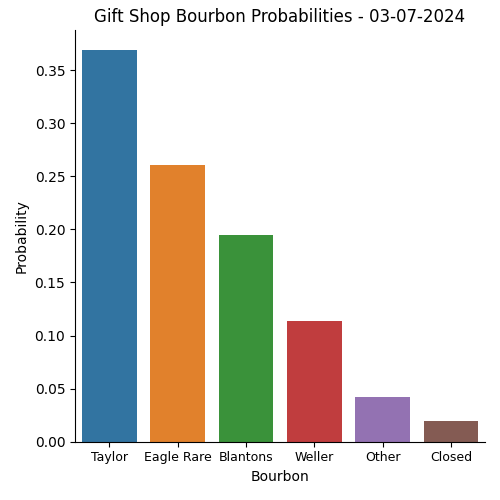 Gift Shop Bourbon Probabilities - 03-07-2024
Probability
0.35
0.30
0.25
0.20
0.15
0.10
0.05
0.00
Taylor Eagle Rare Blantons Weller Other Closed
Bourbon